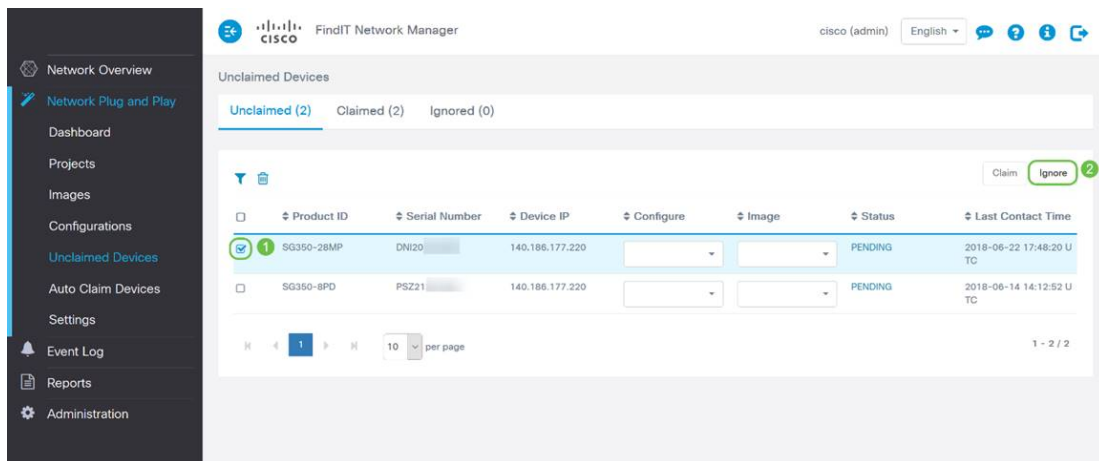 CISCO FindIT Network Manager cisco (admin) English
Network Overview
Network Plug and Play
Dashboard
Projects
Images
Configurations
Unclaimed Devices
Auto Claim Devices
Settings
Event Log
Reports
Administration
Unclaimed Devices
Unclaimed (2) Claimed (2) Ignored (0)
Claim Ignore 2
Product ID Serial Number Device IP Configure Image Status Last Contact Time
1 SG350-28MP DNI20 140.186.177.220 PENDING 2018-06-22 17:48:20 U
TC
SG350-8PD PSZ21 140.186.177.220 PENDING 2018-06-14 14:12:52 U
TC
1 10 per page 1 - 2 / 2